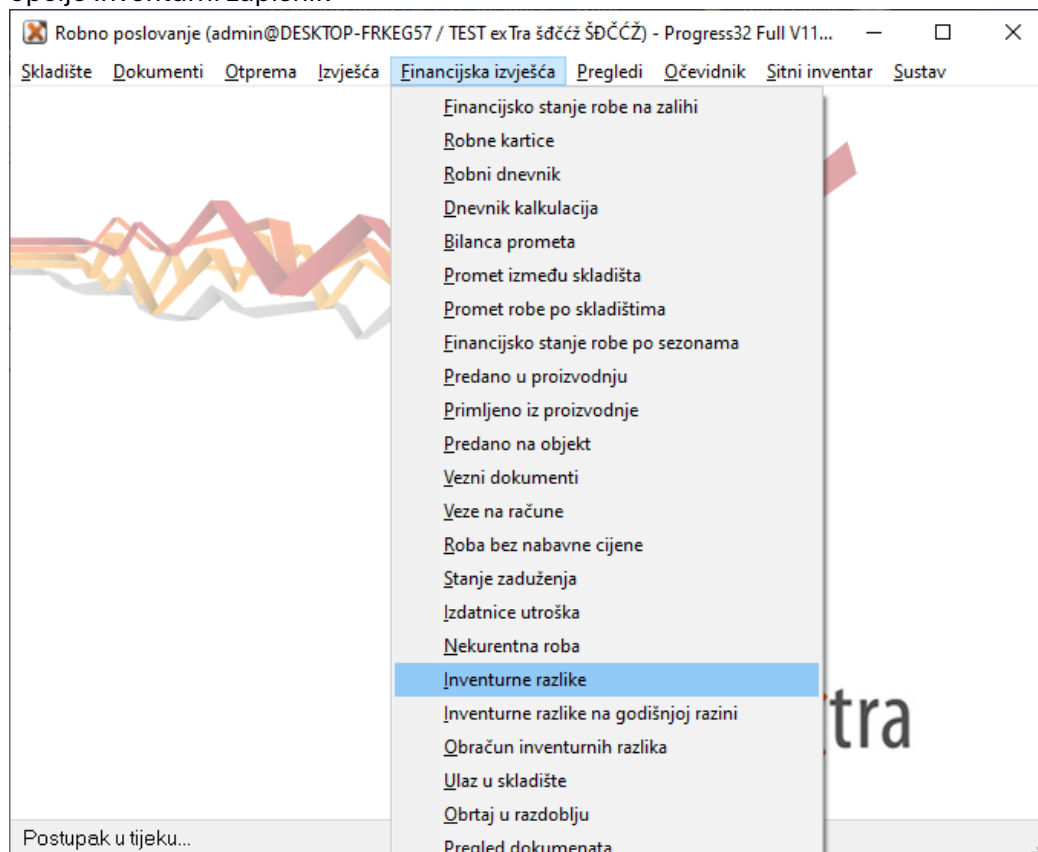 Robno poslovanje (admin@DESKTOP-FRKEG57 / TEST exTra šđčćž ŠĐČĆŽ) - Progress32 Full V11...
Skladište Dokumenti Otprema Izvješća Financijska izvješća Pregledi Očevidnik Sitni inventar Sustav
Financijsko stanje robe na zalihi
Robne kartice
Robni dnevnik
Dnevnik kalkulacija
Bilanca prometa
Promet između skladišta
Promet robe po skladištima
Financijsko stanje robe po sezonama
Predano u proizvodnju
Primljeno iz proizvodnje
Predano na objekt
Vezni dokumenti
Veze na račune
Roba bez nabavne cijene
Stanje zaduženja
Izdatnice utroška
Nekurentna roba
Inventurne razlike
Inventurne razlike na godišnjoj razini
tra
Obračun inventurnih razlika
Ulaz u skladište
Obrtaj u razdoblju
Postupak u tijeku...
Pregled dokumenata